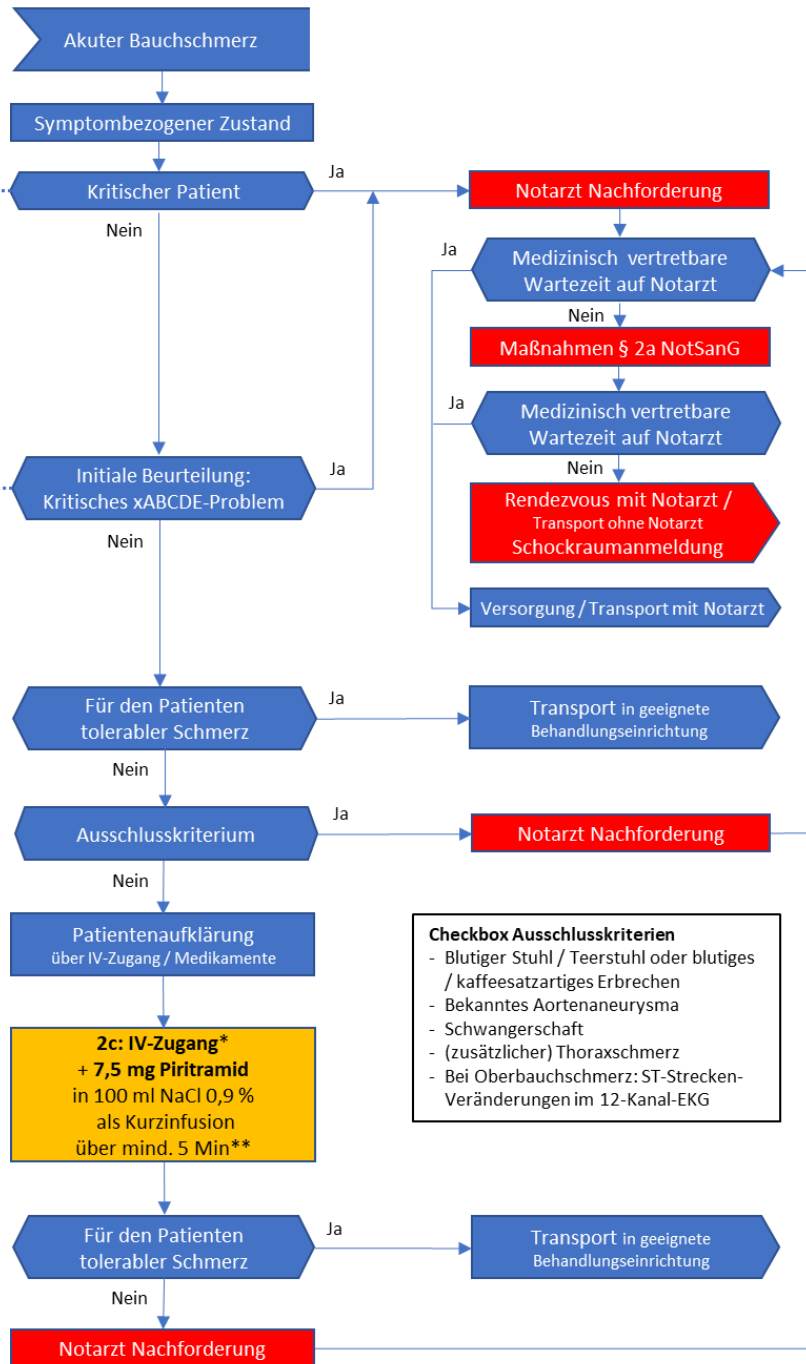 Akuter Bauchschmerz
Symptombezogener Zustand
Kritischer Patient
Ja
Notarzt Nachforderung
Nein
Ja
Medizinisch vertretbare
Wartezeit auf Notarzt
Nein
Maßnahmen § 2a NotSanG
Ja
Medizinisch vertretbare
Wartezeit auf Notarzt
Nein
Initiale Beurteilung:
Kritisches xABCDE-Problem
Ja
Nein
Rendezvous mit Notarzt /
Transport ohne Notarzt
Schockraumanmeldung
Versorgung / Transport mit Notarzt
Für den Patienten
tolerabler Schmerz
Ja
Transport in geeignete
Behandlungseinrichtung
Nein
Ausschlusskriterium
Ja
Notarzt Nachforderung
Nein
Patientenaufklärung
über IV-Zugang / Medikamente
Checkbox Ausschlusskriterien
- Blutiger Stuhl / Teerstuhl oder blutiges
/ kaffeesatzartiges Erbrechen
- Bekanntes Aortenaneurysma
- Schwangerschaft
- (zusätzlicher) Thoraxschmerz
- Bei Oberbauchschmerz: ST-Strecken-
Veränderungen im 12-Kanal-EKG
2c: IV-Zugang*
+ 7,5 mg Piritramid
in 100 ml NaCl 0,9 %
als Kurzinfusion
über mind. 5 Min**
Für den Patienten
tolerabler Schmerz
Ja
Transport in geeignete
Behandlungseinrichtung
Nein
Notarzt Nachforderung